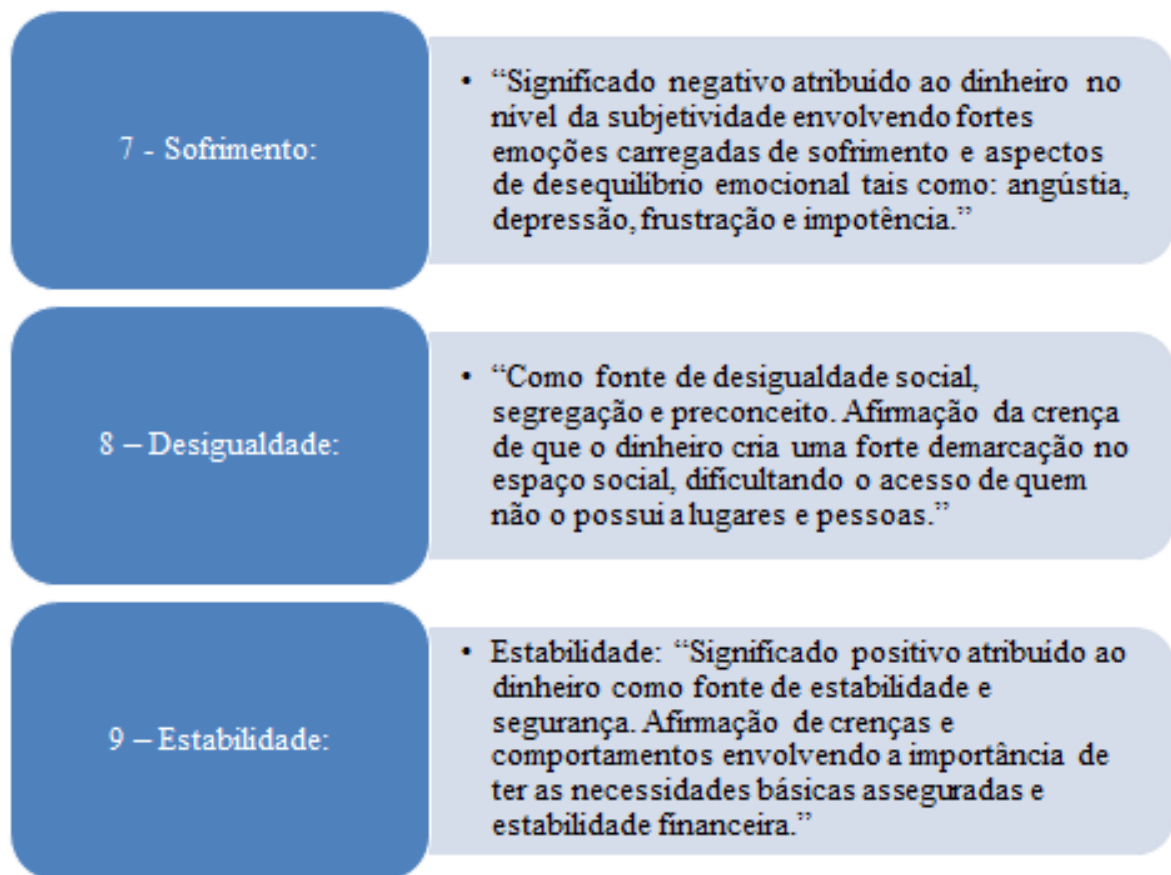 7 - Sofrimento:
• “Significado negativo atribuído ao dinheiro no
nível da subjetividade envolvendo fortes
emoções carregadas de sofrimento e aspectos
de desequilíbrio emocional tais como: angústia,
depressão, frustração e impotência.”
8 – Desigualdade:
• “Como fonte de desigualdade social,
segregação e preconceito. Afirmação da crença
de que o dinheiro cria uma forte demarcação no
espaço social, dificultando o acesso de quem
não o possui a lugares e pessoas.”
9 – Estabilidade:
• Estabilidade: “Significado positivo atribuído ao
dinheiro como fonte de estabilidade e
segurança. Afirmação de crenças e
comportamentos envolvendo a importância de
ter as necessidades básicas asseguradas e
estabilidade financeira.”